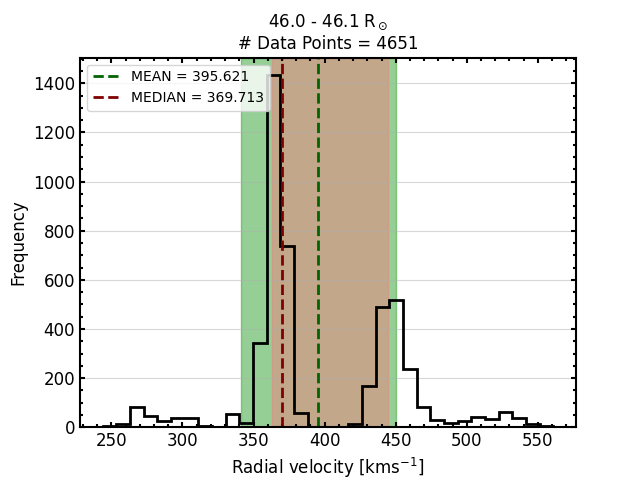 46.0 - 46.1 R⊙
# Data Points = 4651
MEAN = 395.621
MEDIAN = 369.713
Frequency
1400
1200
1000
800
600
400
200
0
250 300 350 400 450 500 550
Radial velocity [kms⁻¹]